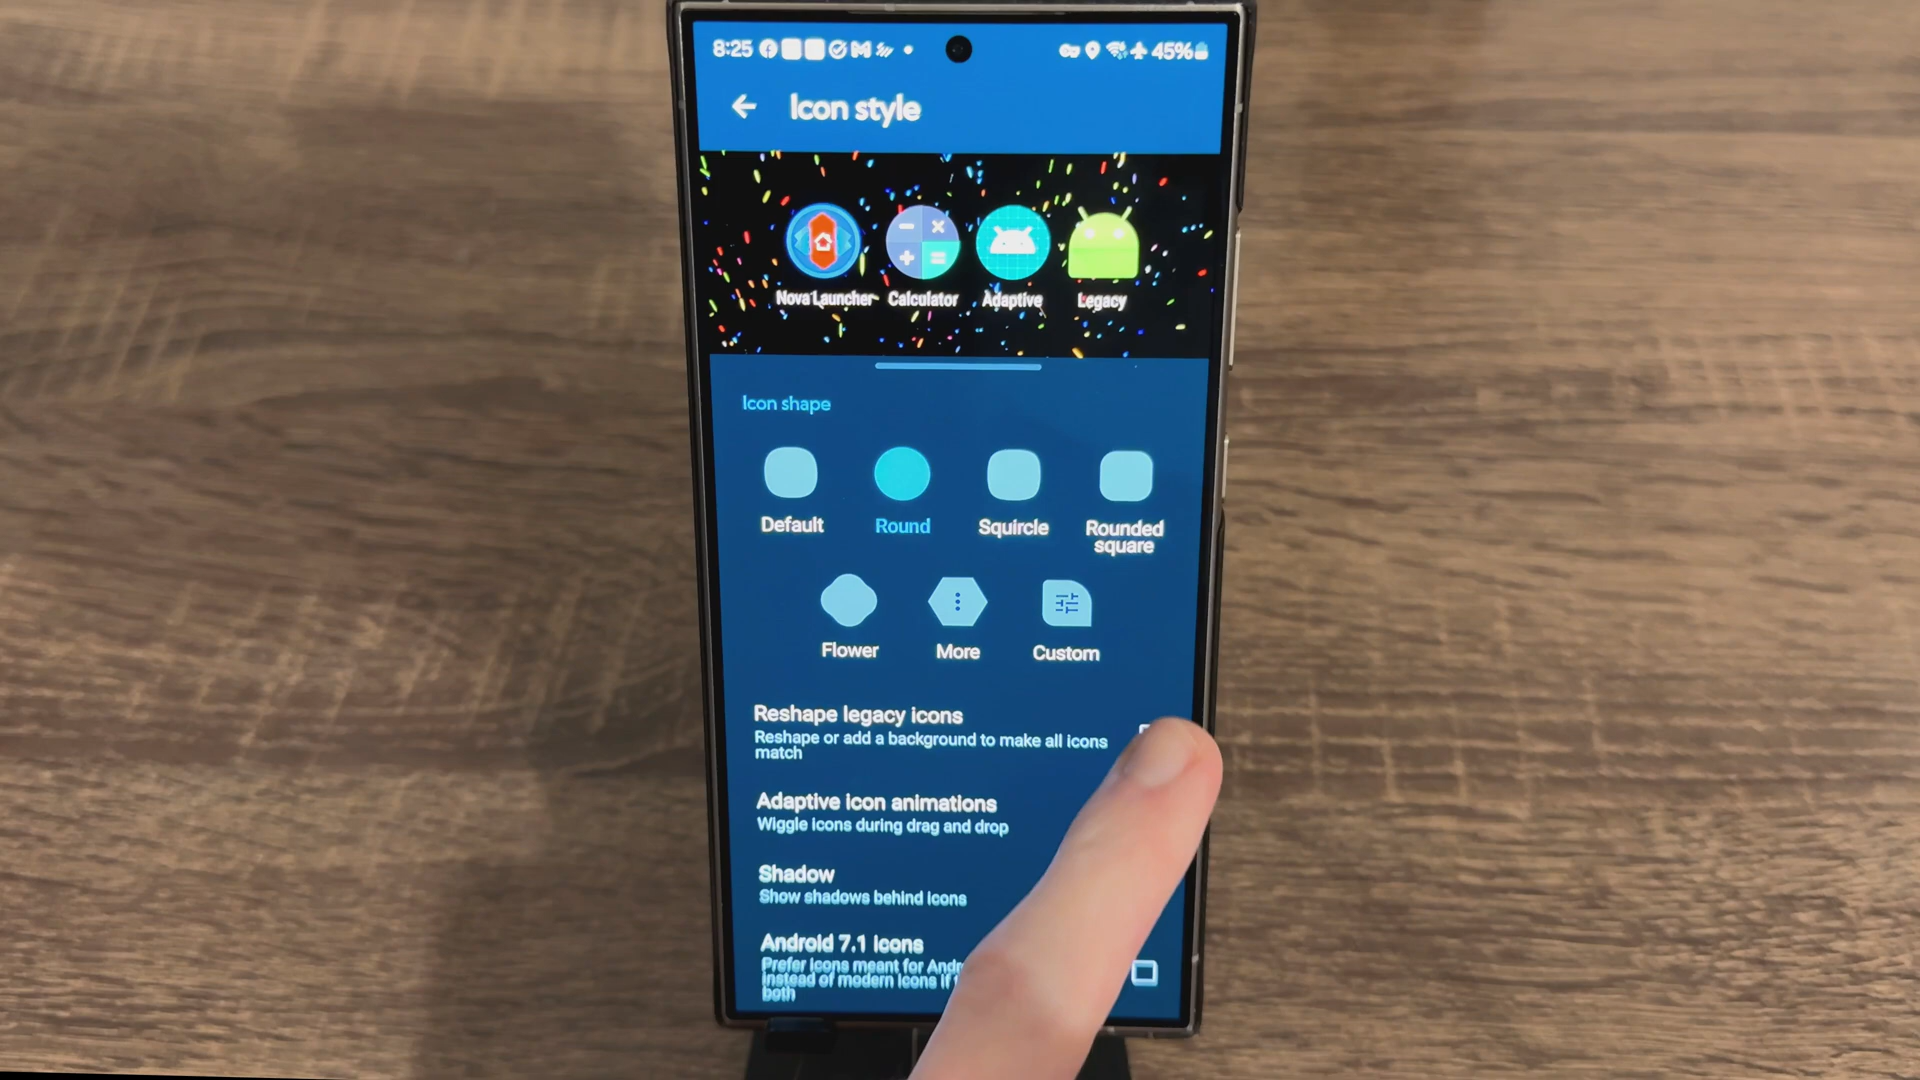 8:25 45%
Icon style
Nova Launcher Calculator Adaptive Legacy
Icon shape
Default Round Squircle Rounded
square
Flower More Custom
Reshape legacy icons
Reshape or add a background to make all icons
match
Adaptive icon animations
Wiggle icons during drag and drop
Shadow
Show shadows behind icons
Android 7.1 icons
Prefer icons meant for
instead of modern icons if
both